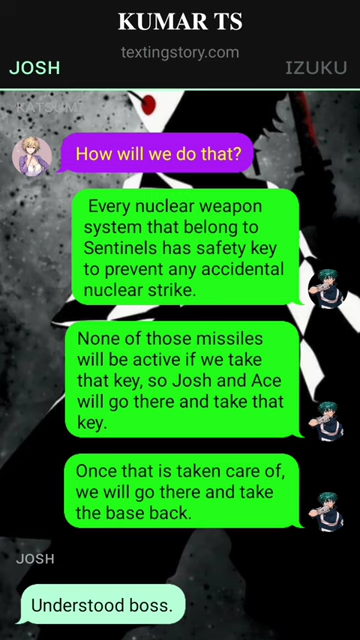 KUMAR TS
textingstory.com
JOSH
IZUKU
KATSUMI
How will we do that?
Every nuclear weapon
system that belong to
Sentinels has safety key
to prevent any accidental
nuclear strike.
None of those missiles
will be active if we take
that key, so Josh and Ace
will go there and take that
key.
Once that is taken care of,
we will go there and take
the base back.
JOSH
Understood boss.